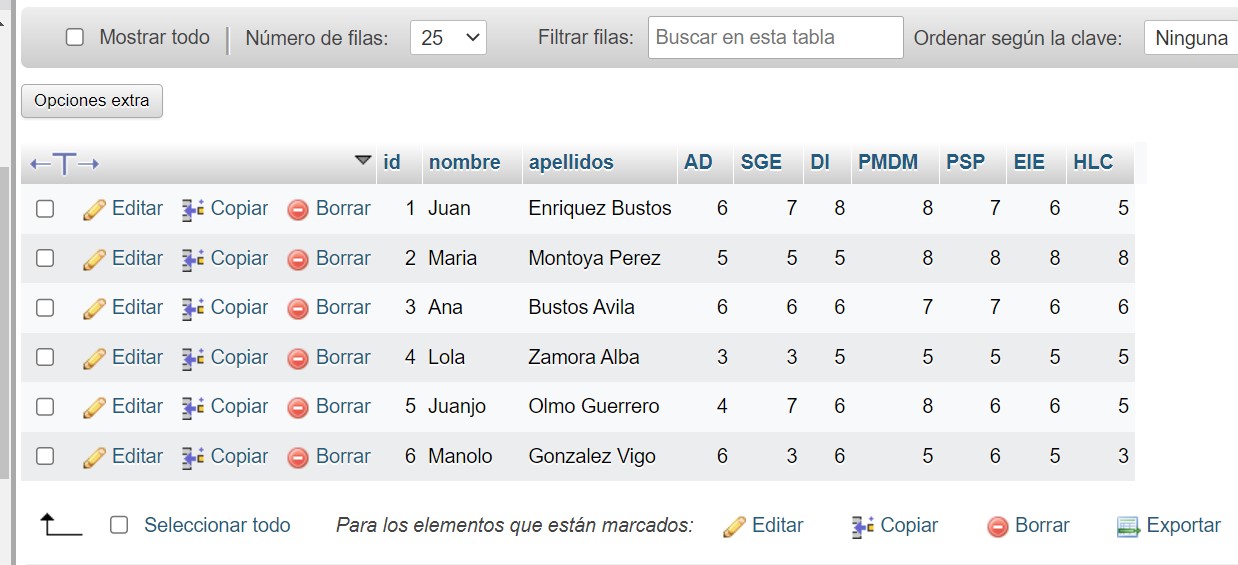 Mostrar todo | Número de filas: 25 Filtrar filas: Buscar en esta tabla Ordenar según la clave: Ninguna
Opciones extra
←T→ id nombre apellidos AD SGE DI PMDM PSP EIE HLC
Editar Copiar Borrar 1 Juan Enriquez Bustos 6 7 8 8 7 6 5
Editar Copiar Borrar 2 Maria Montoya Perez 5 5 5 8 8 8 8
Editar Copiar Borrar 3 Ana Bustos Avila 6 6 6 7 7 6 6
Editar Copiar Borrar 4 Lola Zamora Alba 3 3 5 5 5 5 5
Editar Copiar Borrar 5 Juanjo Olmo Guerrero 4 7 6 8 6 6 5
Editar Copiar Borrar 6 Manolo Gonzalez Vigo 6 3 6 5 6 5 3
Seleccionar todo Para los elementos que están marcados: Editar Copiar Borrar Exportar